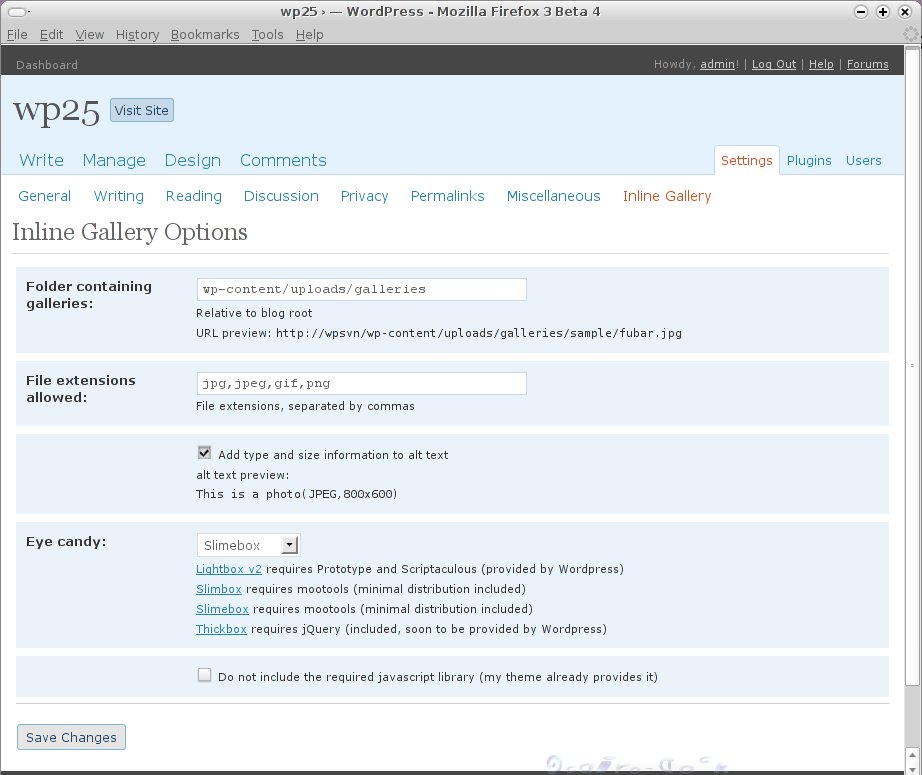 wp25 › — WordPress - Mozilla Firefox 3 Beta 4
File Edit View History Bookmarks Tools Help
Dashboard Howdy, admin! | Log Out | Help | Forums
wp25 Visit Site
Write Manage Design Comments Settings Plugins Users
General Writing Reading Discussion Privacy Permalinks Miscellaneous Inline Gallery
Inline Gallery Options
Folder containing galleries:
wp-content/uploads/galleries
Relative to blog root
URL preview: http://wpsvn/wp-content/uploads/galleries/sample/fubar.jpg
File extensions allowed:
jpg,jpeg,gif,png
File extensions, separated by commas
Add type and size information to alt text
alt text preview:
This is a photo(JPEG,800x600)
Eye candy:
Slimebox
Lightbox v2 requires Prototype and Scriptaculous (provided by Wordpress)
Slimbox requires mootools (minimal distribution included)
Slimebox requires mootools (minimal distribution included)
Thickbox requires jQuery (included, soon to be provided by Wordpress)
Do not include the required javascript library (my theme already provides it)
Save Changes